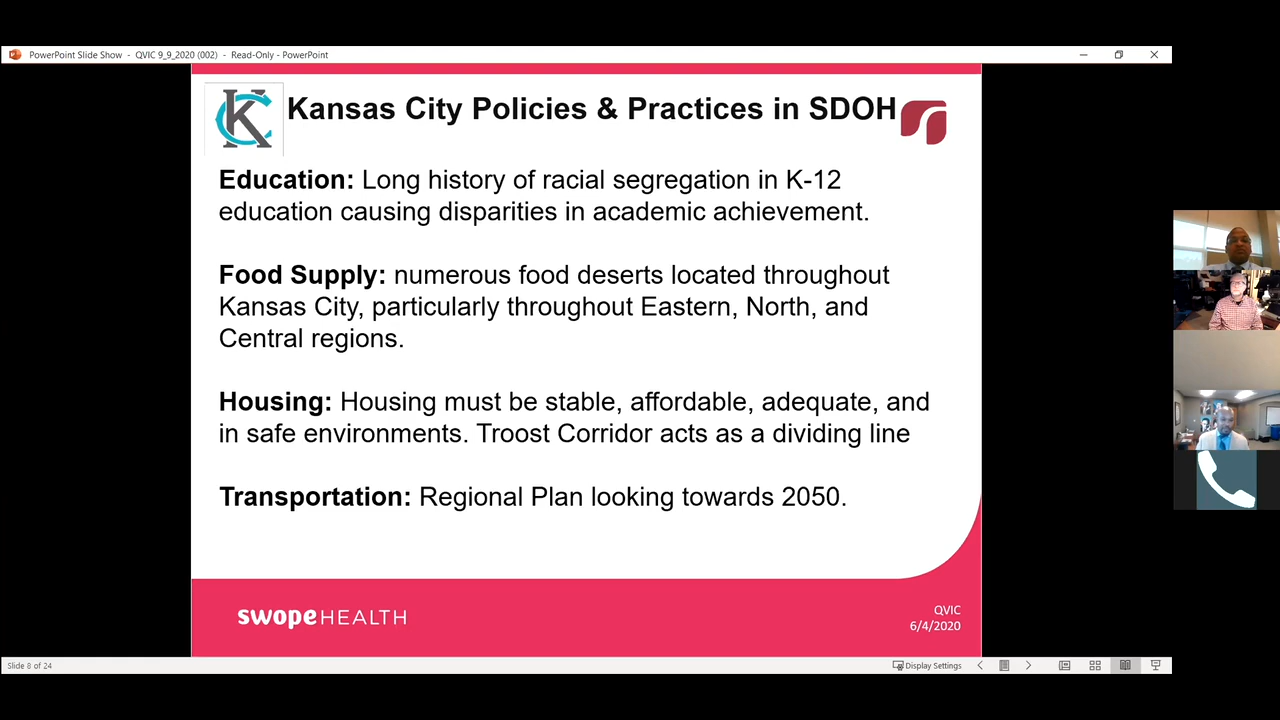 PowerPoint Slide Show - QVIC 9_9_2020 (002) - Read-Only - PowerPoint
KC
Kansas City Policies & Practices in SDOH
Education: Long history of racial segregation in K-12
education causing disparities in academic achievement.
Food Supply: numerous food deserts located throughout
Kansas City, particularly throughout Eastern, North, and
Central regions.
Housing: Housing must be stable, affordable, adequate, and
in safe environments. Troost Corridor acts as a dividing line
Transportation: Regional Plan looking towards 2050.
swope HEALTH
QVIC
6/4/2020
Slide 8 of 24
Display Settings